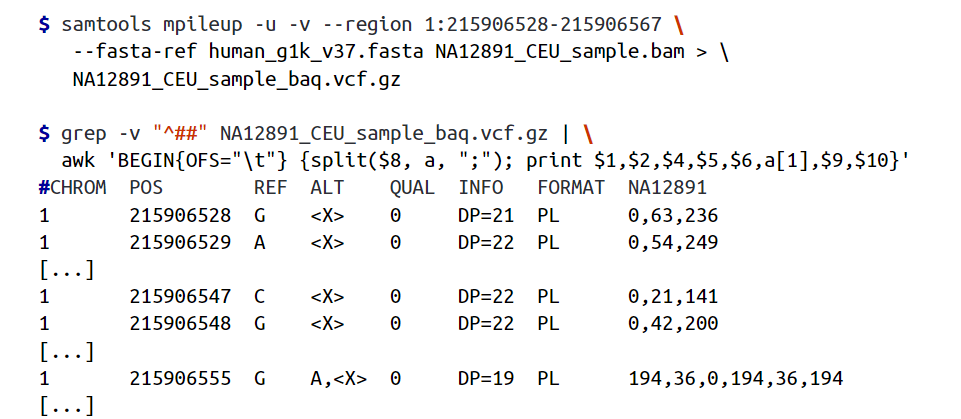 $ samtools mpileup -u -v --region 1:215906528-215906567 \
--fasta-ref human_g1k_v37.fasta NA12891_CEU_sample.bam > \
NA12891_CEU_sample_baq.vcf.gz
$ grep -v "^##" NA12891_CEU_sample_baq.vcf.gz | \
awk 'BEGIN{OFS="\t"} {split($8, a, ";"); print $1,$2,$4,$5,$6,a[1],$9,$10}'
#CHROM POS REF ALT QUAL INFO FORMAT NA12891
1 215906528 G <X> 0 DP=21 PL 0,63,236
1 215906529 A <X> 0 DP=22 PL 0,54,249
[...]
1 215906547 C <X> 0 DP=22 PL 0,21,141
1 215906548 G <X> 0 DP=22 PL 0,42,200
[...]
1 215906555 G A,<X> 0 DP=19 PL 194,36,0,194,36,194
[...]